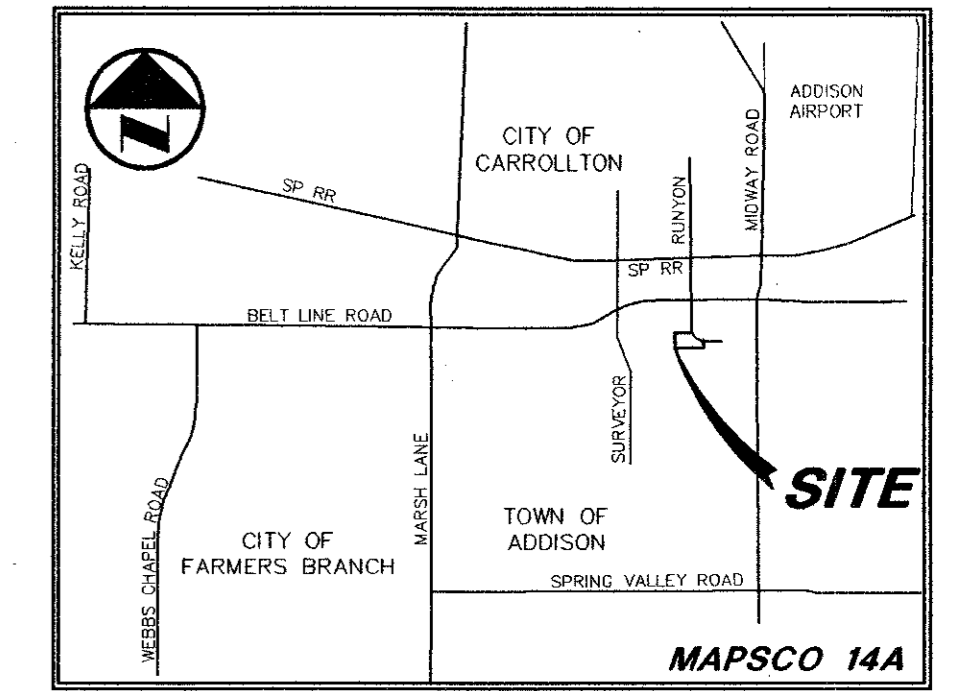 ADDISON
AIRPORT
CITY OF
CARROLLTON
N
SP RR
KELLY ROAD
RUNYON
MIDWAY ROAD
SP RR
BELT LINE ROAD
SURVEYOR
MARSH LANE
SITE
WEBBS CHAPEL ROAD
TOWN OF
ADDISON
CITY OF
FARMERS BRANCH
SPRING VALLEY ROAD
MAPSCO 14A